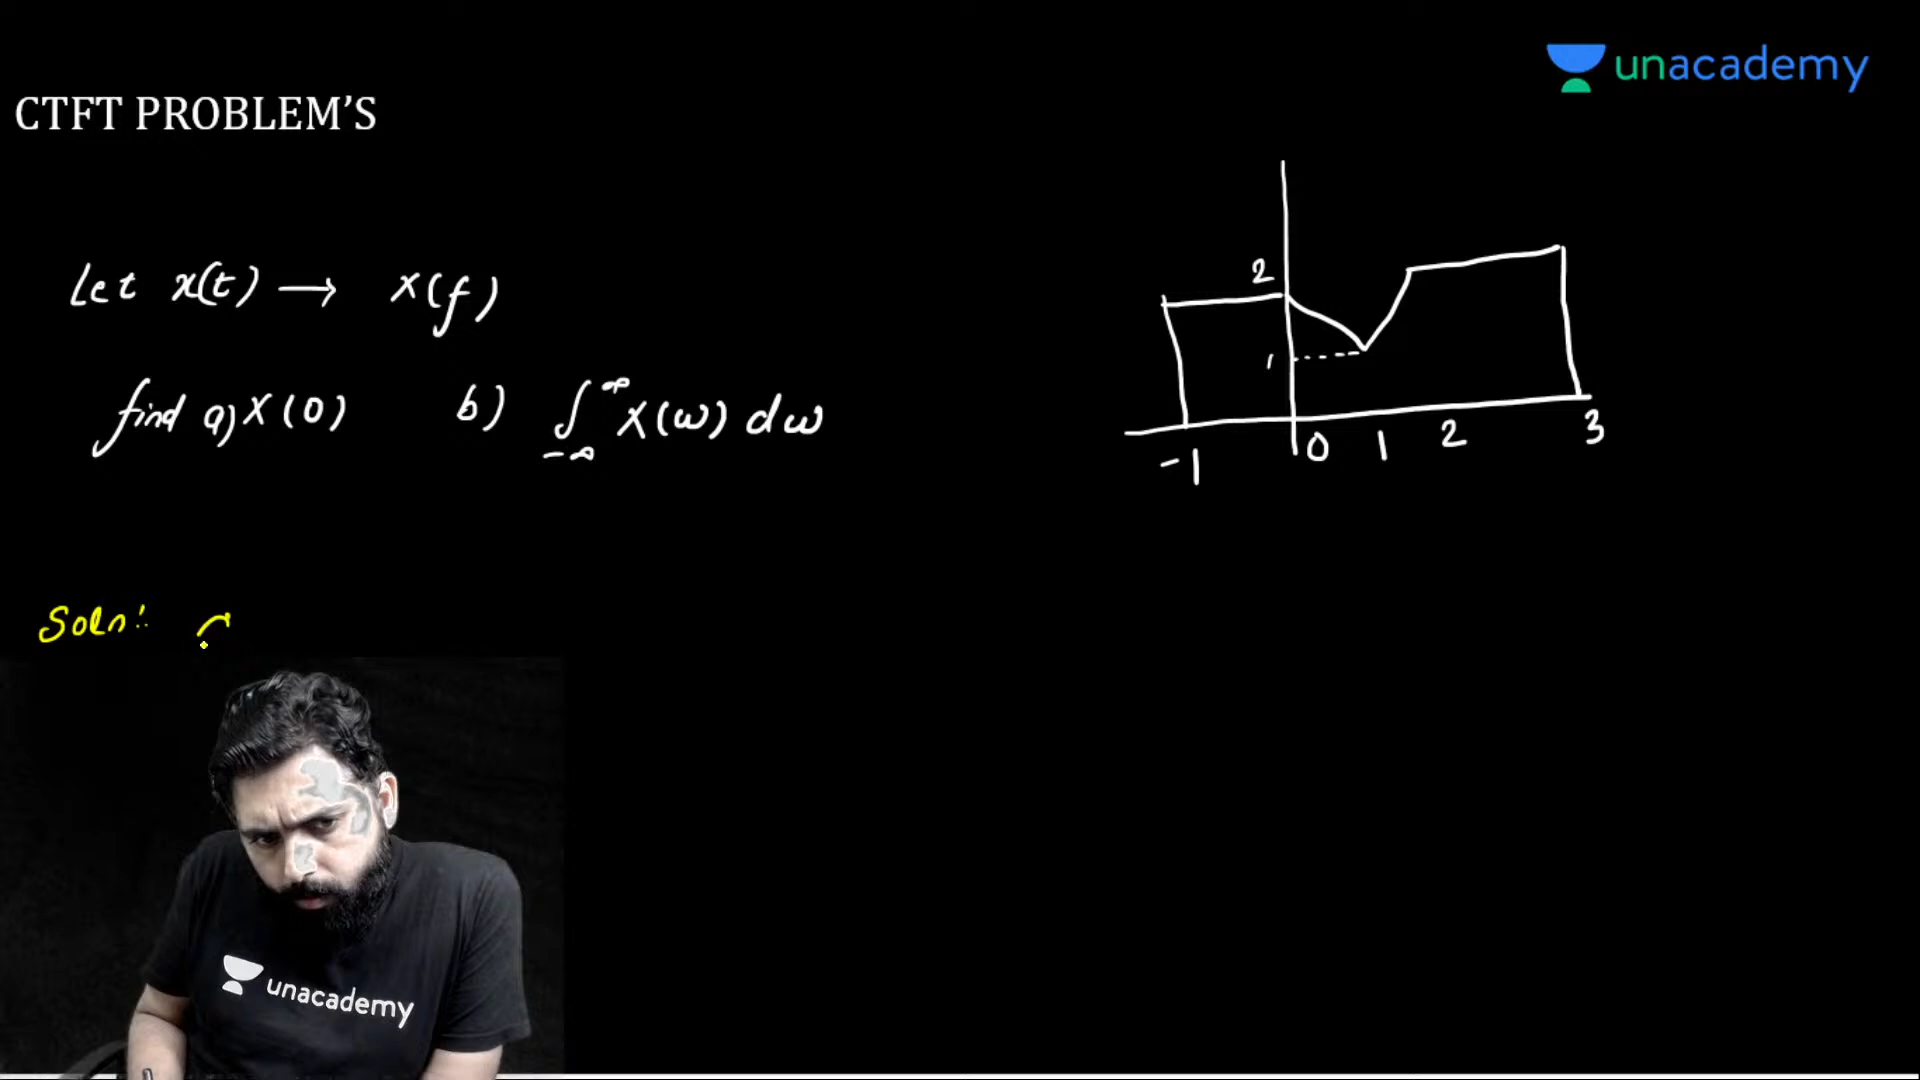 unacademy
CTFT PROBLEM'S
Let x(t) → X(f)
find a) X(0) b) ∫_{-∞}^{∞} X(ω) dω
2
1
-1 0 1 2 3
Soln:
unacademy